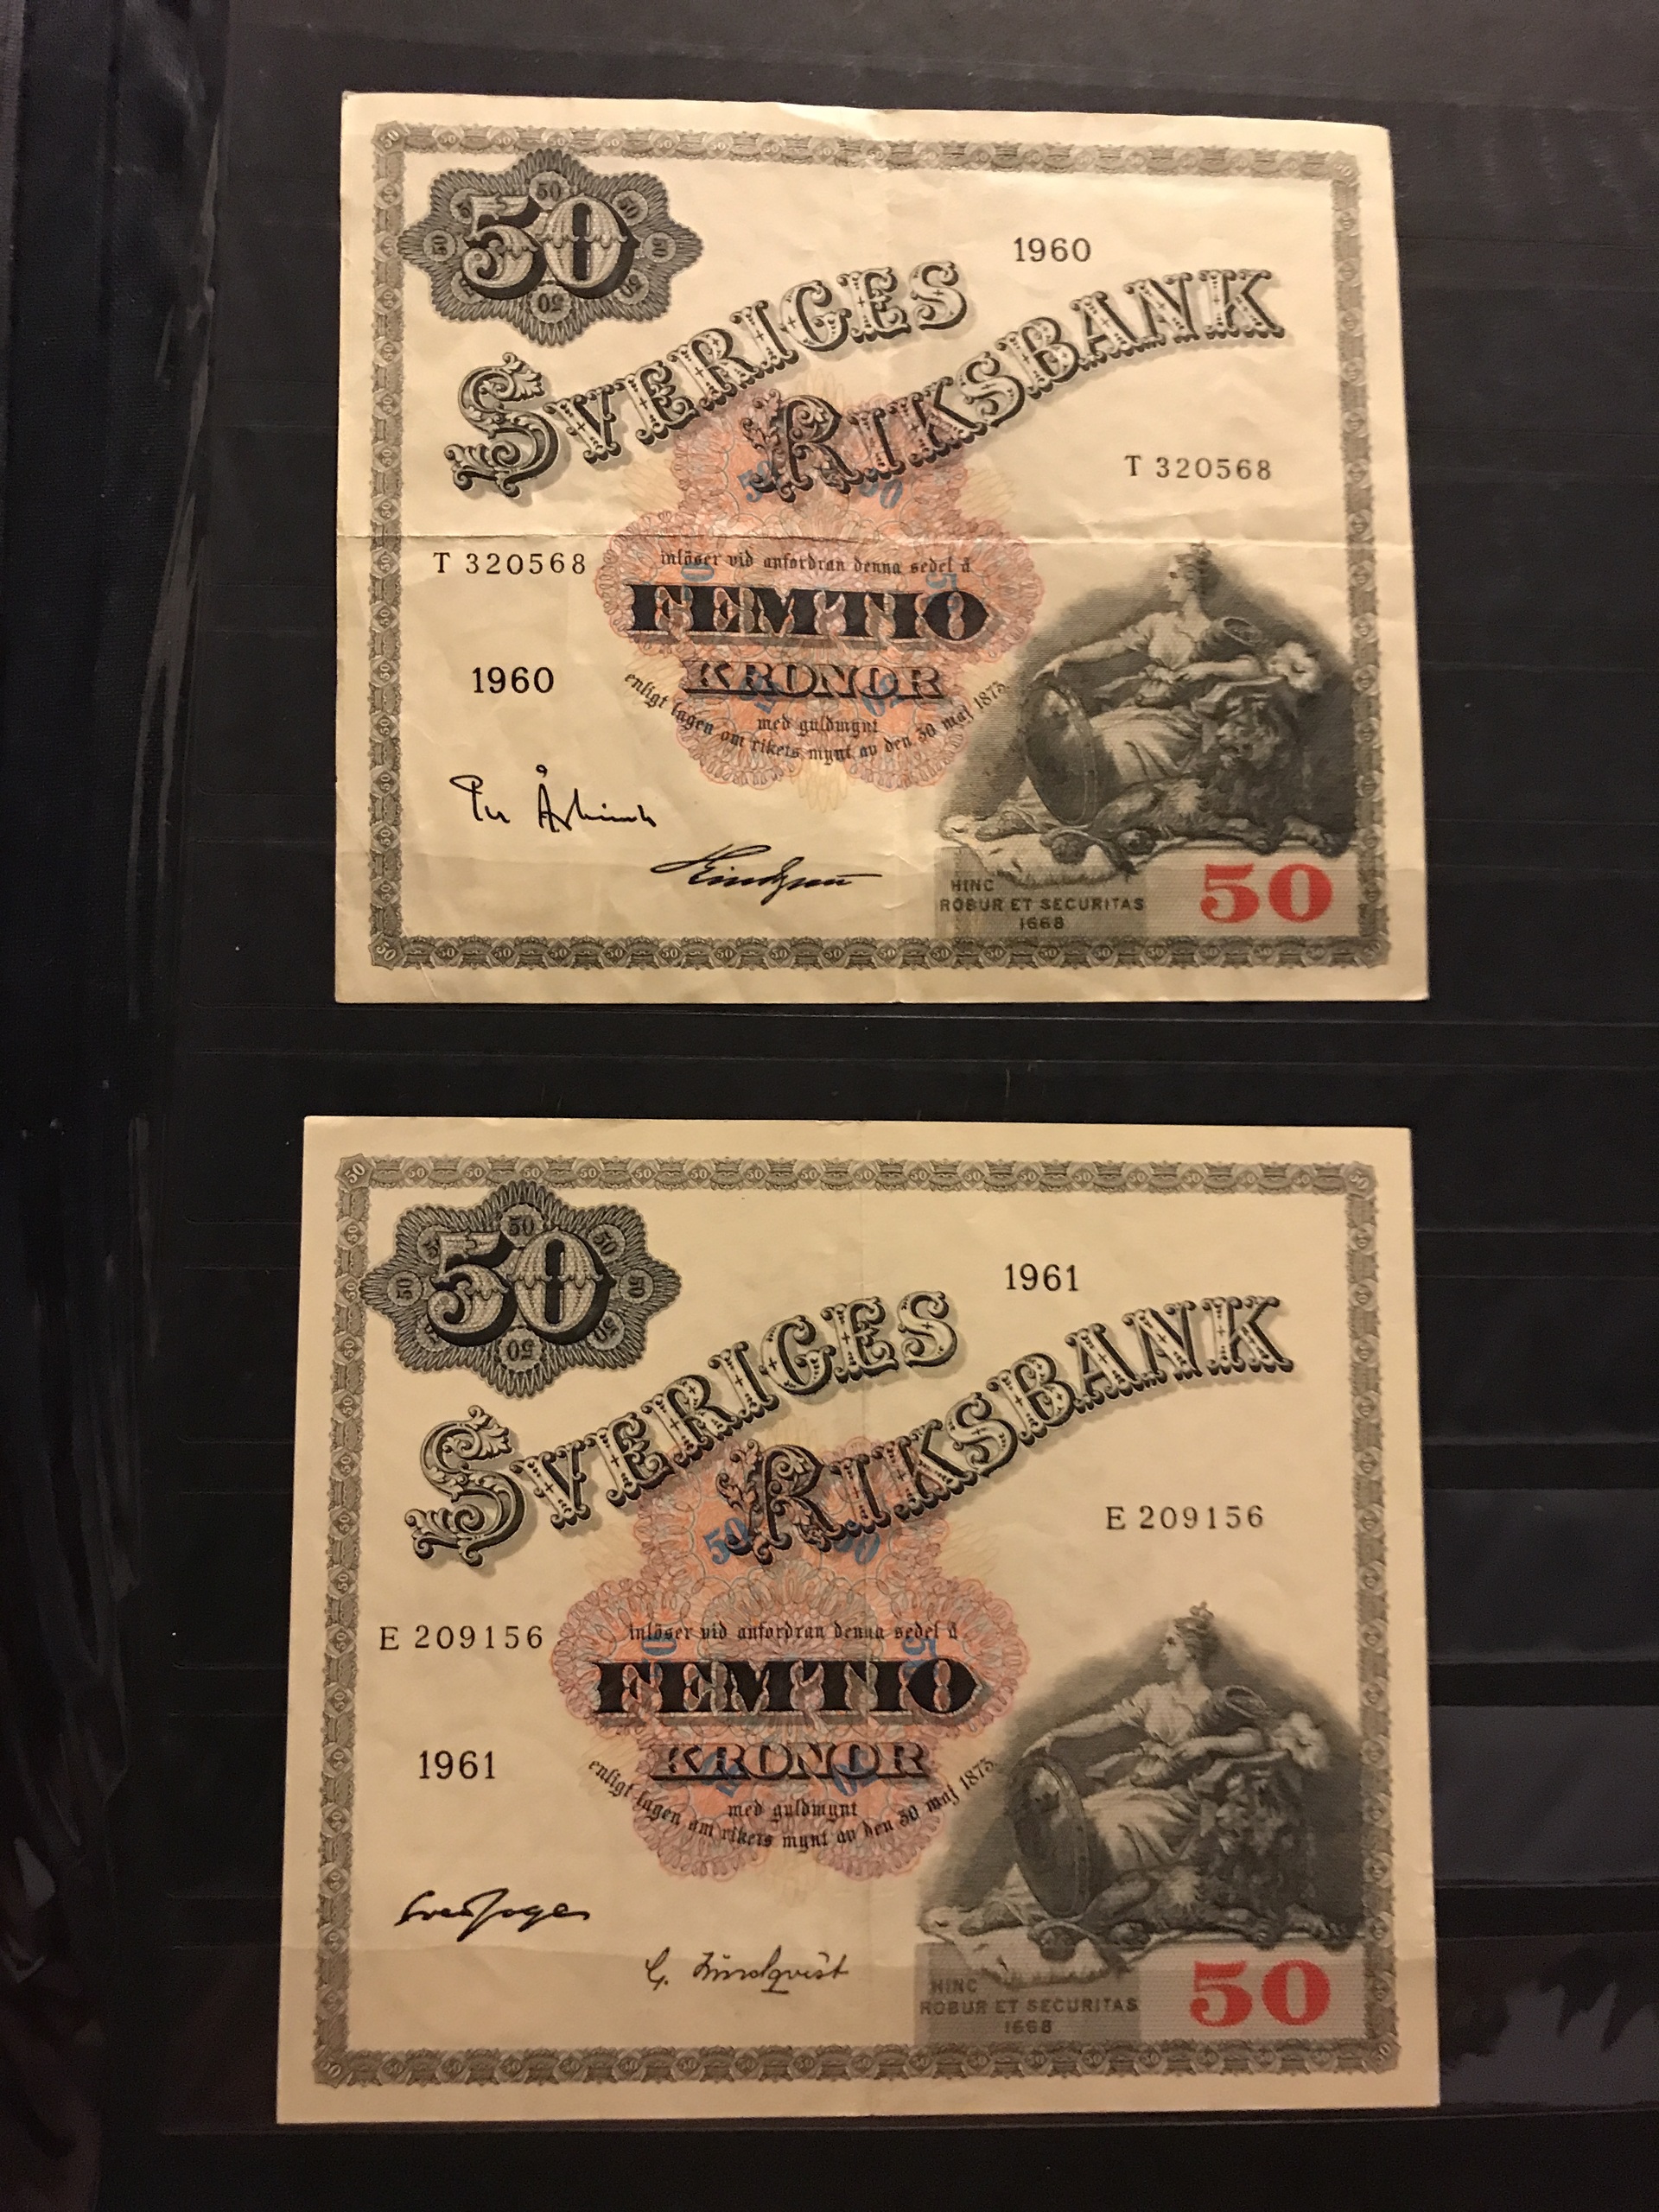 50
1960
SVERIGES
RIKSBANK
T 320568
T 320568
inlöser vid anfordran denna sedel å
FEMTIO
KRONOR
1960
med guldmynt
enligt lagen om rikets mynt av den 30 maj 1873.
HINC
ROBUR ET SECURITAS
1668
50
50
1961
SVERIGES
RIKSBANK
E 209156
E 209156
inlöser vid anfordran denna sedel å
FEMTIO
KRONOR
1961
med guldmynt
enligt lagen om rikets mynt av den 30 maj 1873.
G. Lindqvist
HINC
ROBUR ET SECURITAS
1668
50